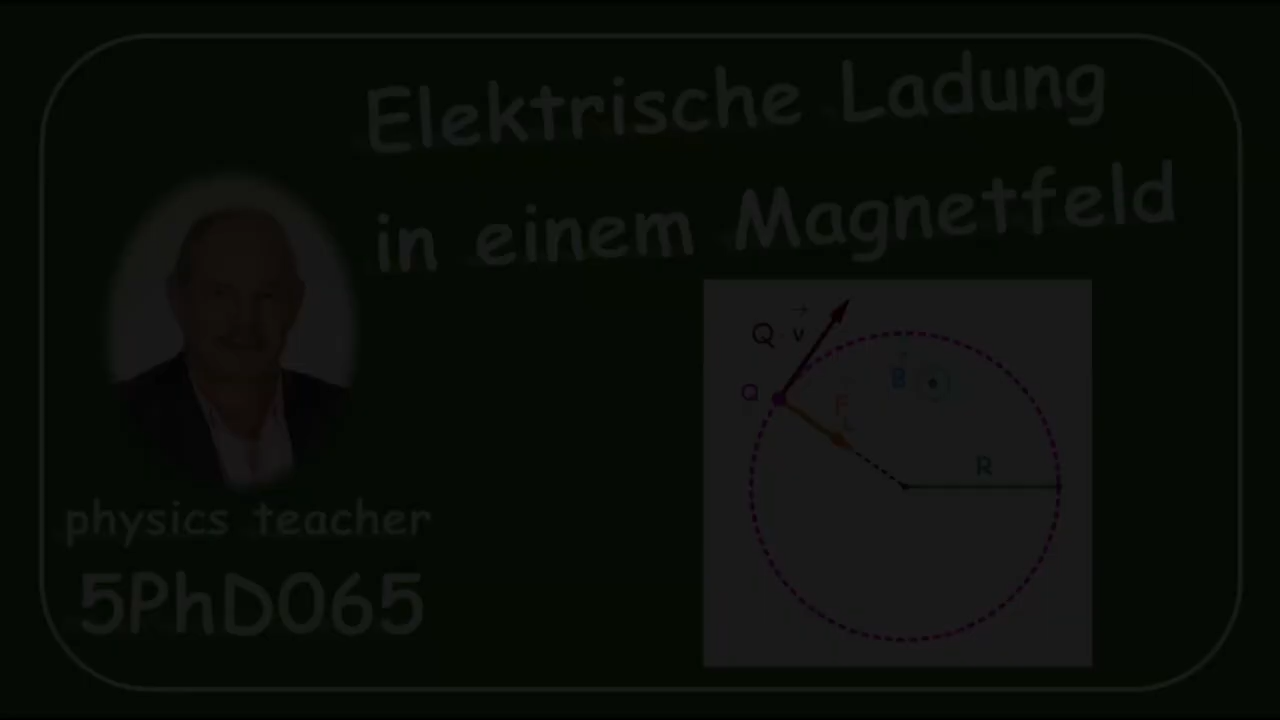 Elektrische Ladung
in einem Magnetfeld
Q · v
Q
B
F
L
R
physics teacher
5PhD065